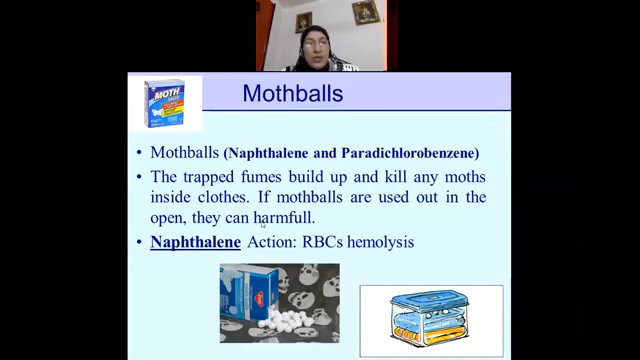 MOTH
Mothballs
• Mothballs (Naphthalene and Paradichlorobenzene)
• The trapped fumes build up and kill any moths
inside clothes. If mothballs are used out in the
open, they can harmfull.
• Naphthalene Action: RBCs hemolysis